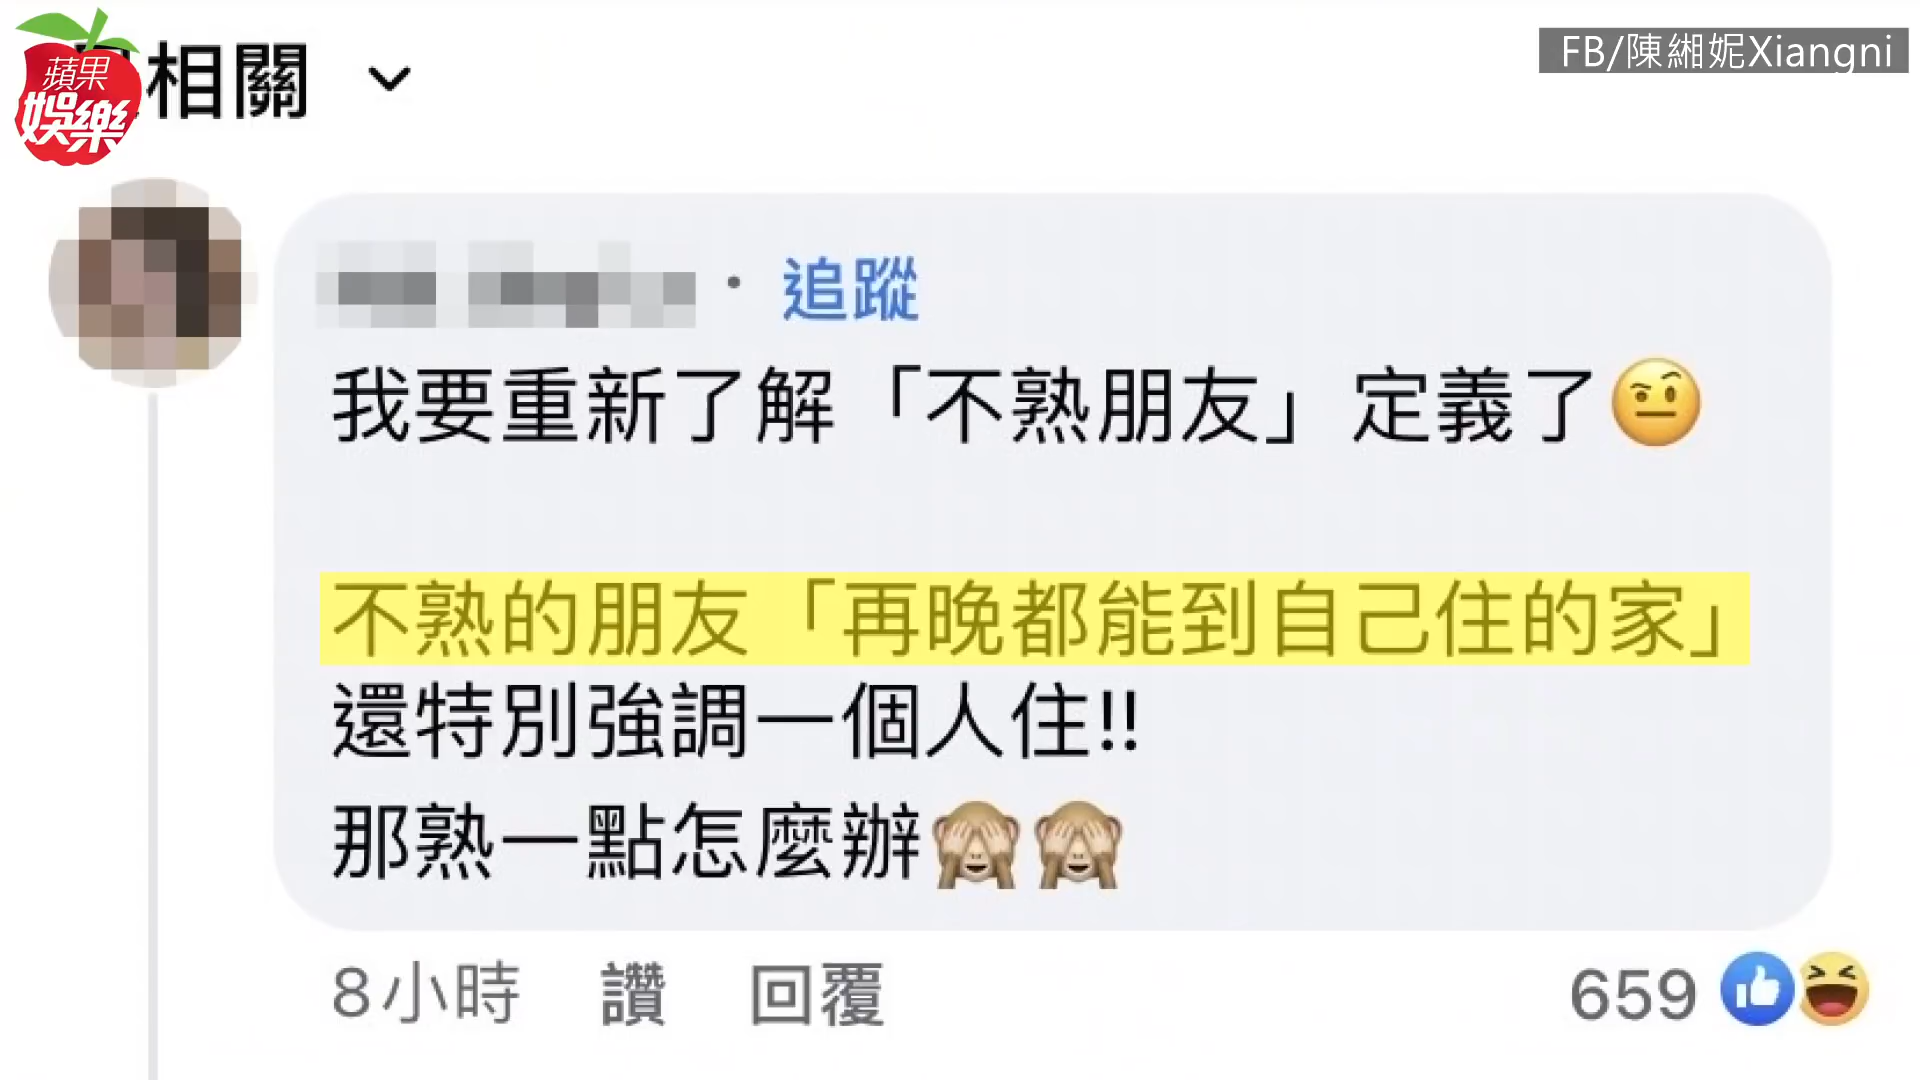 蘋果
娛樂
相關
FB/陳緗妮Xiangni
· 追蹤
我要重新了解「不熟朋友」定義了🤨
不熟的朋友「再晚都能到自己住的家」
還特別強調一個人住!!
那熟一點怎麼辦🙈🙈
8小時 讚 回覆 659